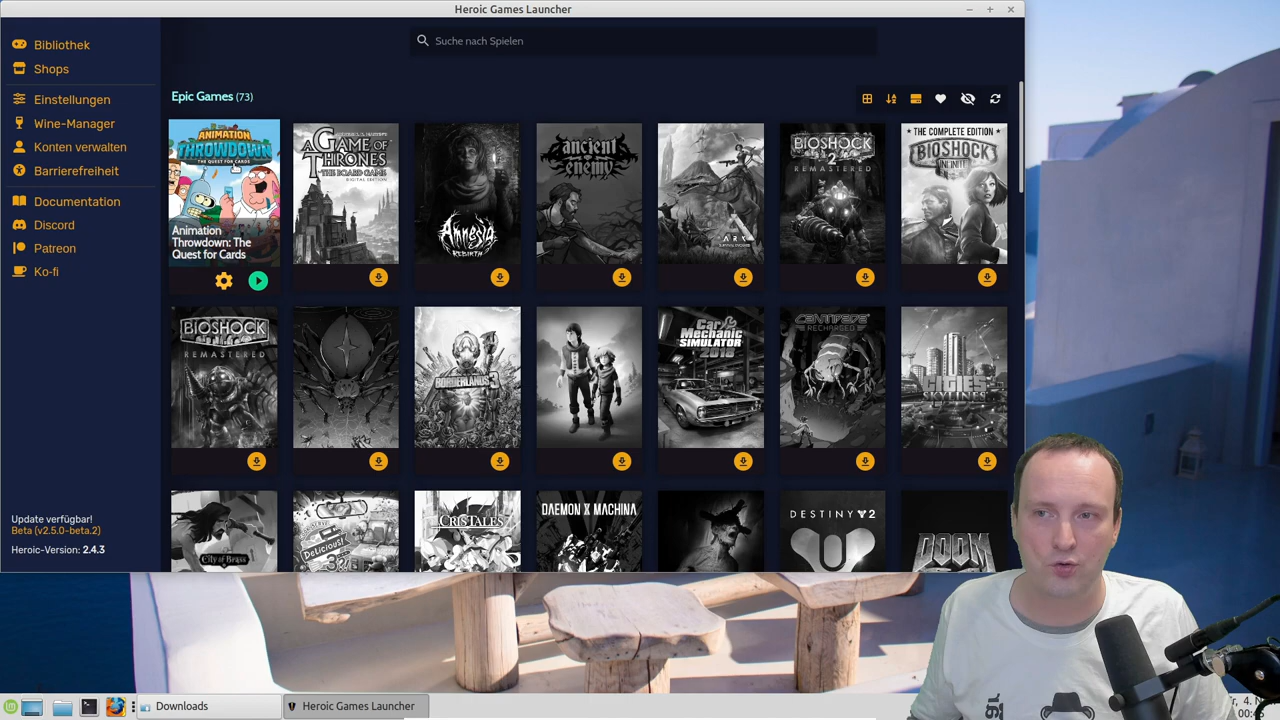 Heroic Games Launcher
Bibliothek
Shops
Einstellungen
Wine-Manager
Konten verwalten
Barrierefreiheit
Documentation
Discord
Patreon
Ko-fi
Update verfügbar!
Beta (v2.5.0-beta.2)
Heroic-Version: 2.4.3
Suche nach Spielen
Epic Games (73)
ANIMATION
THROWDOWN
THE QUEST FOR CARDS
Animation
Throwdown: The
Quest for Cards
A GAME OF
THRONES
THE BOARD GAME
DIGITAL EDITION
Amnesia
REBIRTH
ancient
enemy
ARK
BIOSHOCK
2
REMASTERED
THE COMPLETE EDITION
BIOSHOCK
INFINITE
BIOSHOCK
REMASTERED
BORDERLANDS
3
Car
Mechanic
SIMULATOR
2018
CENTIPEDE
RECHARGED
CITIES
SKYLINES
City of Brass
DELICIOUS!
3
CRIS TALES
DAEMON X MACHINA
DESTINY 2
DOOM
Downloads
Heroic Games Launcher